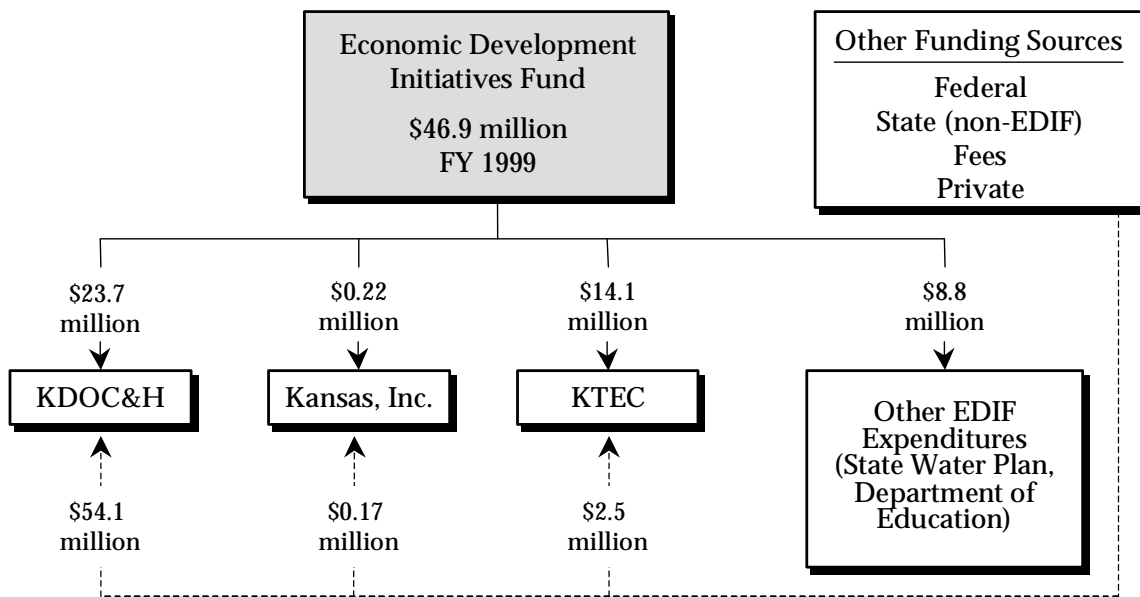 Economic Development
Initiatives Fund
$46.9 million
FY 1999
Other Funding Sources
Federal
State (non-EDIF)
Fees
Private
$23.7
million
$0.22
million
$14.1
million
$8.8
million
KDOC&H
Kansas, Inc.
KTEC
Other EDIF
Expenditures
(State Water Plan,
Department of
Education)
$54.1
million
$0.17
million
$2.5
million